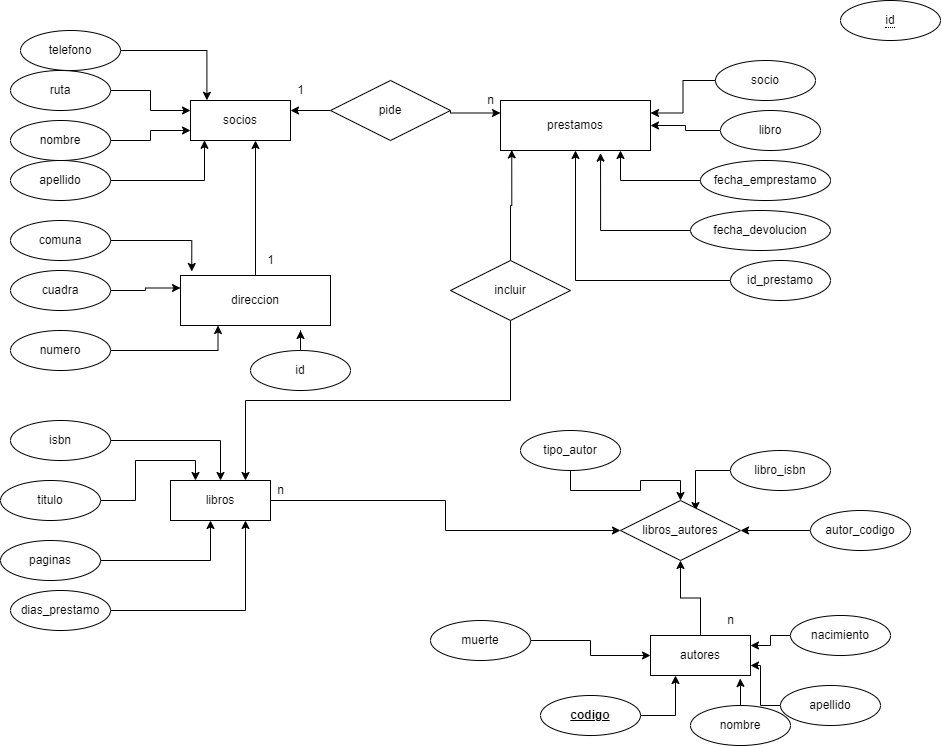 id
telefono
ruta
nombre
apellido
socios
1
pide
n
prestamos
socio
libro
fecha_emprestamo
fecha_devolucion
id_prestamo
comuna
cuadra
numero
1
direccion
id
incluir
isbn
titulo
paginas
dias_prestamo
libros
n
tipo_autor
libro_isbn
libros_autores
autor_codigo
n
muerte
autores
nacimiento
codigo
nombre
apellido